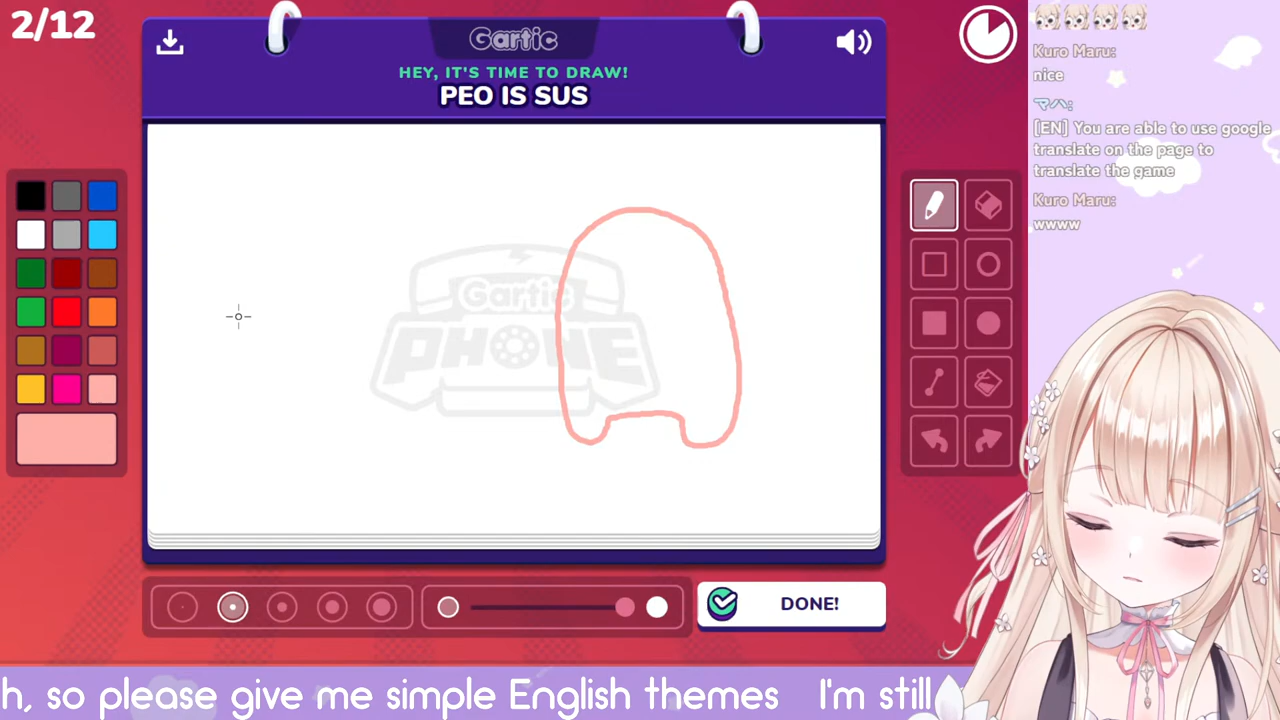 2/12
Gartic
HEY, IT'S TIME TO DRAW!
PEO IS SUS
Gartic
PHONE
DONE!
Kuro Maru:
nice
マハ:
[EN] You are able to use google
translate on the page to
translate the game
Kuro Maru:
wwww
h, so please give me simple English themes I'm still